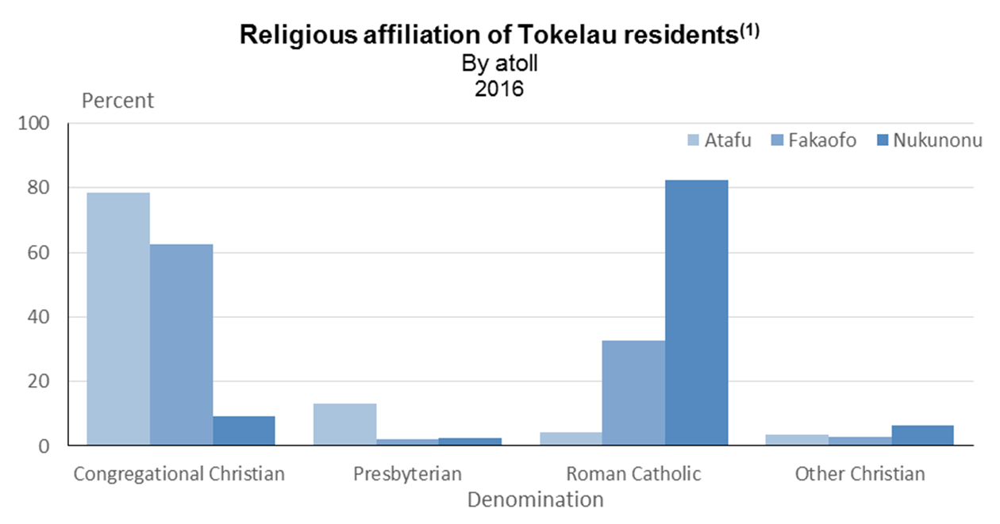 Religious affiliation of Tokelau residents(1)
By atoll
2016
Percent
100
80
60
40
20
0
Atafu Fakaofo Nukunonu
Congregational Christian Presbyterian Roman Catholic Other Christian
Denomination